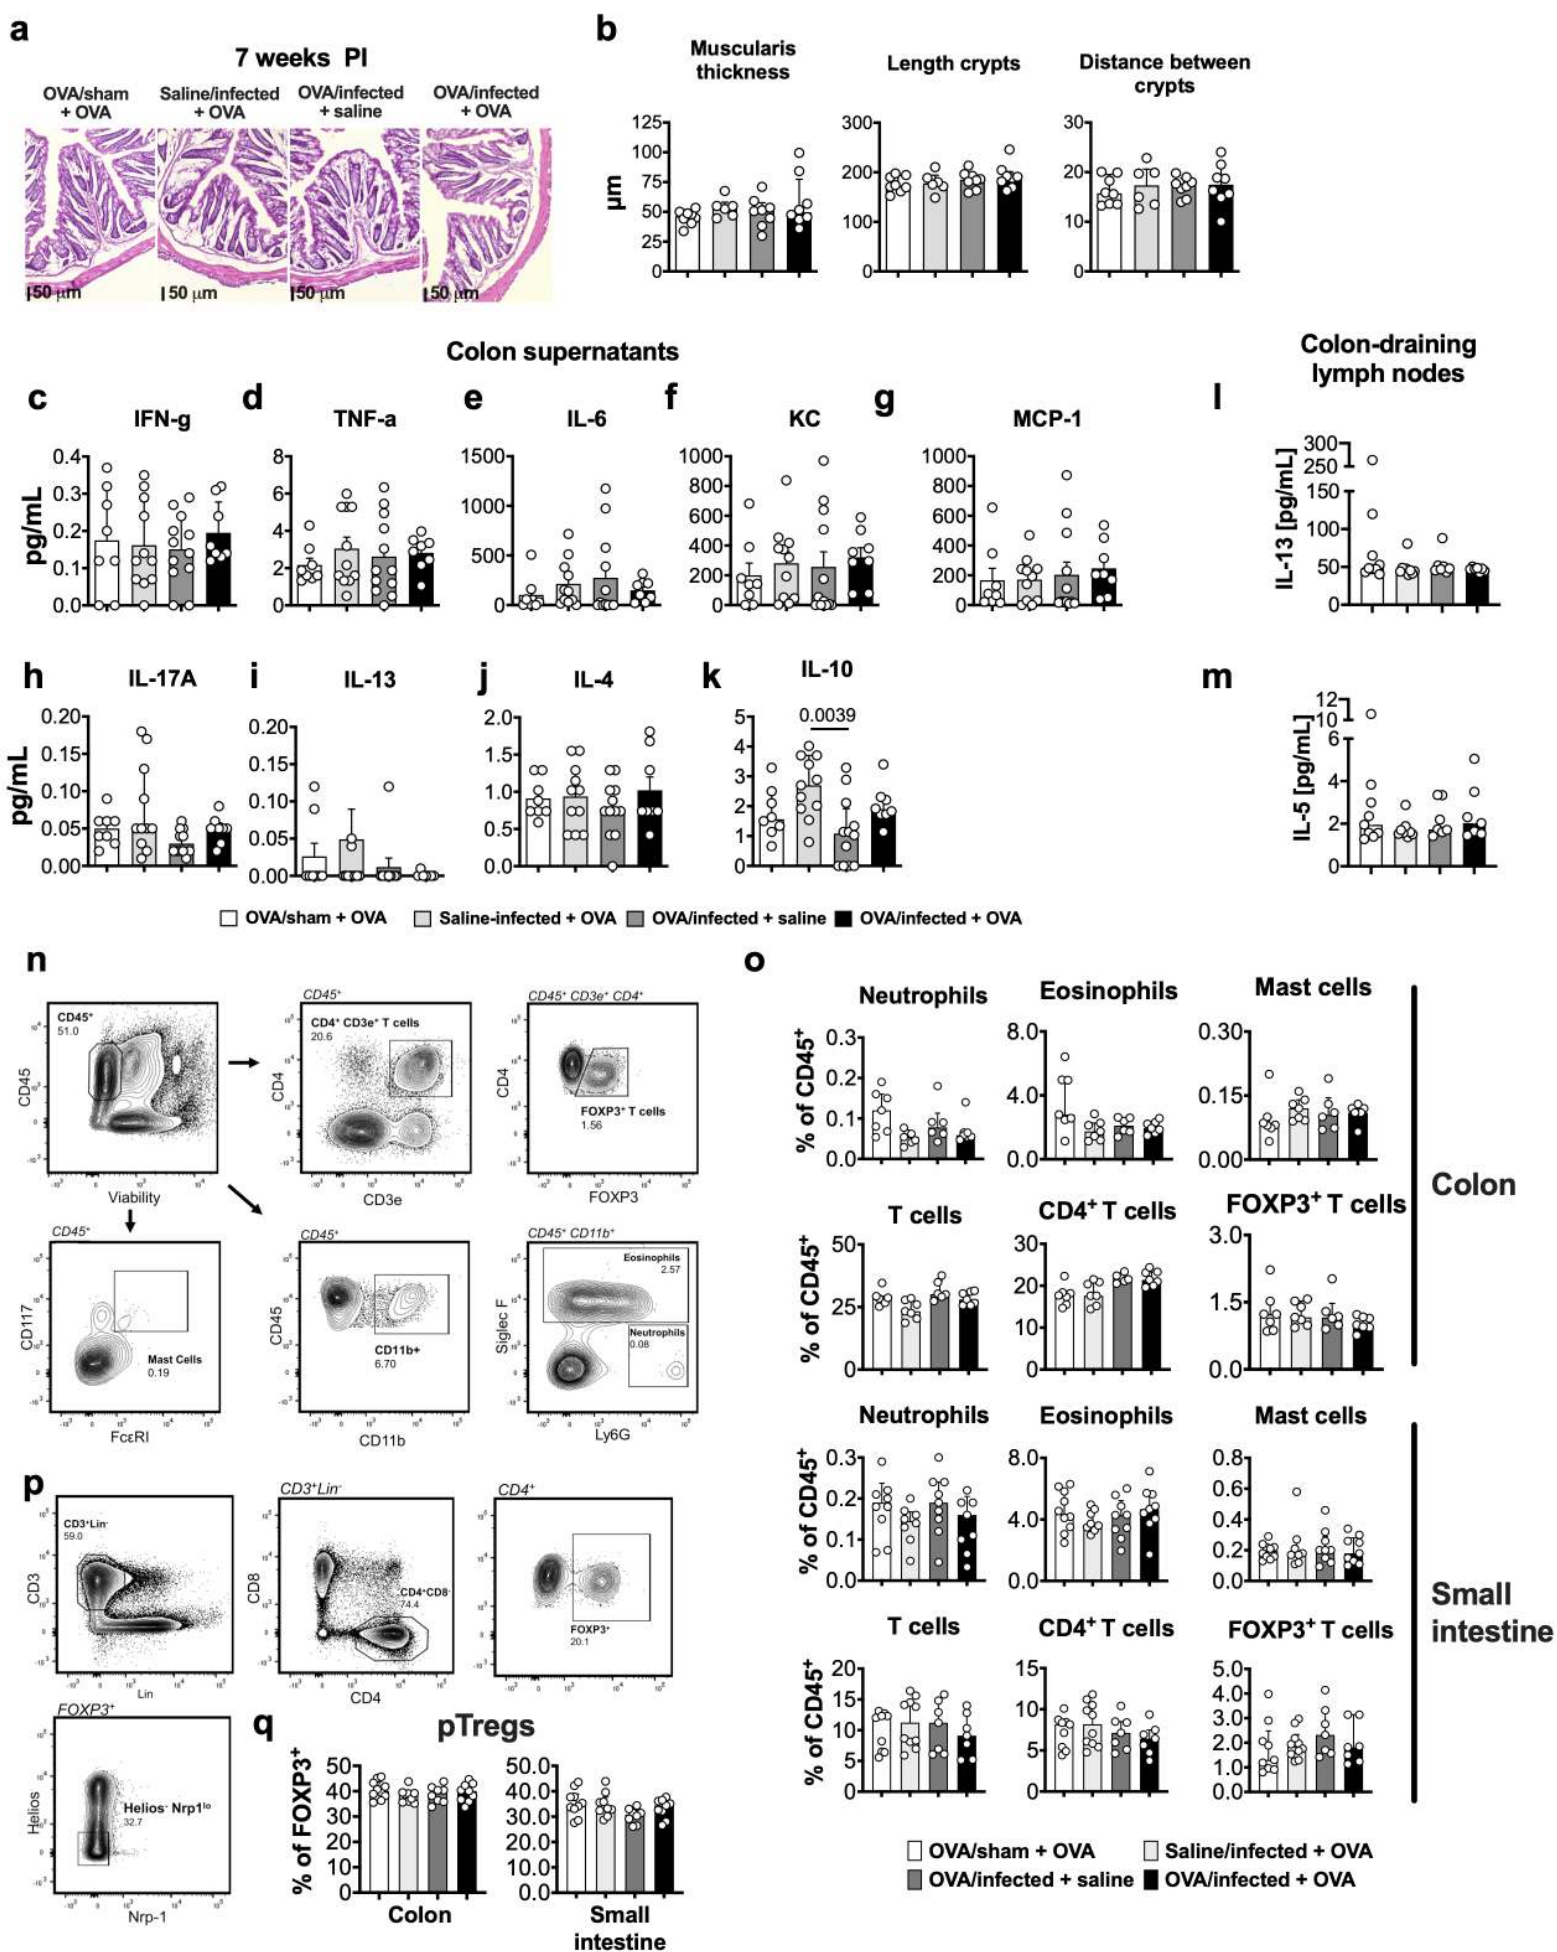 a
7 weeks PI
OVA/sham
+ OVA
Saline/infected
+ OVA
OVA/infected
+ saline
OVA/infected
+ OVA
50 μm
50 μm
50 μm
50 μm
b
Muscularis
thickness
Length crypts
Distance between
crypts
μm
125
100
75
50
25
0
300
200
100
0
30
20
10
0
Colon supernatants
Colon-draining
lymph nodes
c
IFN-g
pg/mL
0.4
0.3
0.2
0.1
0.0
d
TNF-a
8
6
4
2
0
e
IL-6
1500
1000
500
0
f
KC
1000
800
600
400
200
0
g
MCP-1
1000
800
600
400
200
0
l
IL-13 [pg/mL]
300
250
150
100
50
0
h
IL-17A
pg/mL
0.20
0.15
0.10
0.05
0.00
i
IL-13
0.20
0.15
0.10
0.05
0.00
j
IL-4
2.0
1.5
1.0
0.5
0.0
k
IL-10
0.0039
5
4
3
2
1
0
m
IL-5 [pg/mL]
12
10
6
4
2
0
OVA/sham + OVA
Saline-infected + OVA
OVA/infected + saline
OVA/infected + OVA
n
CD45⁺
51.0
CD45
Viability
CD45⁺
CD4⁺ CD3e⁺ T cells
20.6
CD4
CD3e
CD45⁺ CD3e⁺ CD4⁺
FOXP3⁺ T cells
1.56
CD4
FOXP3
CD45⁺
CD117
Mast Cells
0.19
FcεRI
CD45⁺
CD45
CD11b+
6.70
CD11b
CD45⁺ CD11b⁺
Eosinophils
2.57
Neutrophils
0.08
Siglec F
Ly6G
o
Neutrophils
% of CD45⁺
0.3
0.2
0.1
0.0
Eosinophils
8.0
4.0
0.0
Mast cells
0.30
0.15
0.00
T cells
% of CD45⁺
50
25
0
CD4⁺ T cells
30
20
10
0
FOXP3⁺ T cells
3.0
1.5
0.0
Colon
Neutrophils
% of CD45⁺
0.3
0.2
0.1
0.0
Eosinophils
8.0
4.0
0.0
Mast cells
0.8
0.6
0.4
0.2
0.0
T cells
% of CD45⁺
20
15
10
5
0
CD4⁺ T cells
15
10
5
0
FOXP3⁺ T cells
5.0
4.0
3.0
2.0
1.0
0.0
Small
intestine
OVA/sham + OVA
Saline/infected + OVA
OVA/infected + saline
OVA/infected + OVA
p
CD3⁺Lin⁻
59.0
CD3
Lin
CD3⁺Lin⁻
CD8
CD4⁺CD8⁻
74.4
CD4
CD4⁺
FOXP3⁺
20.1
FOXP3⁺
Helios
Helios⁻ Nrp1ˡᵒ
32.7
Nrp-1
q
pTregs
% of FOXP3⁺
50
40
30
20
10
0
Colon
50.0
40.0
30.0
20.0
10.0
0.0
Small
intestine